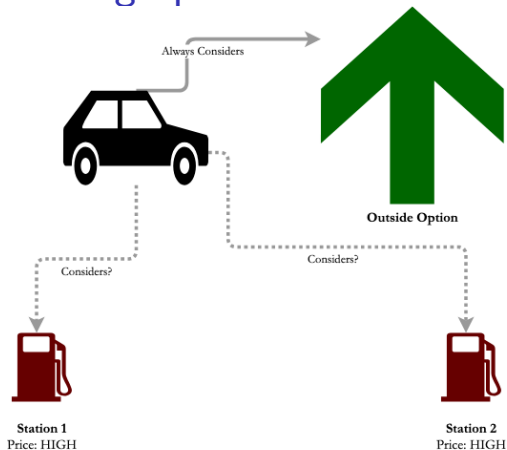 Always Considers
Outside Option
Considers?
Considers?
Station 1
Price: HIGH
Station 2
Price: HIGH